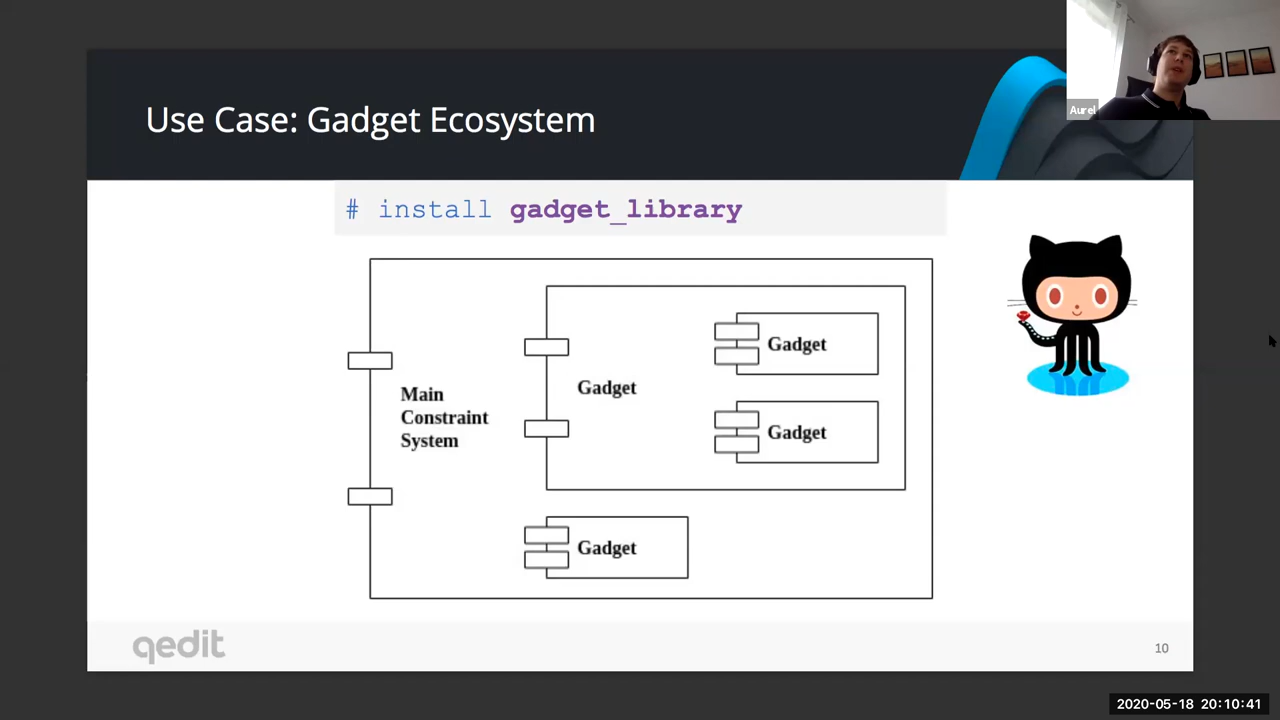 Aurel
Use Case: Gadget Ecosystem
# install gadget_library
Gadget
Main
Constraint
System
Gadget
Gadget
Gadget
qedit
10
2020-05-18 20:10:41